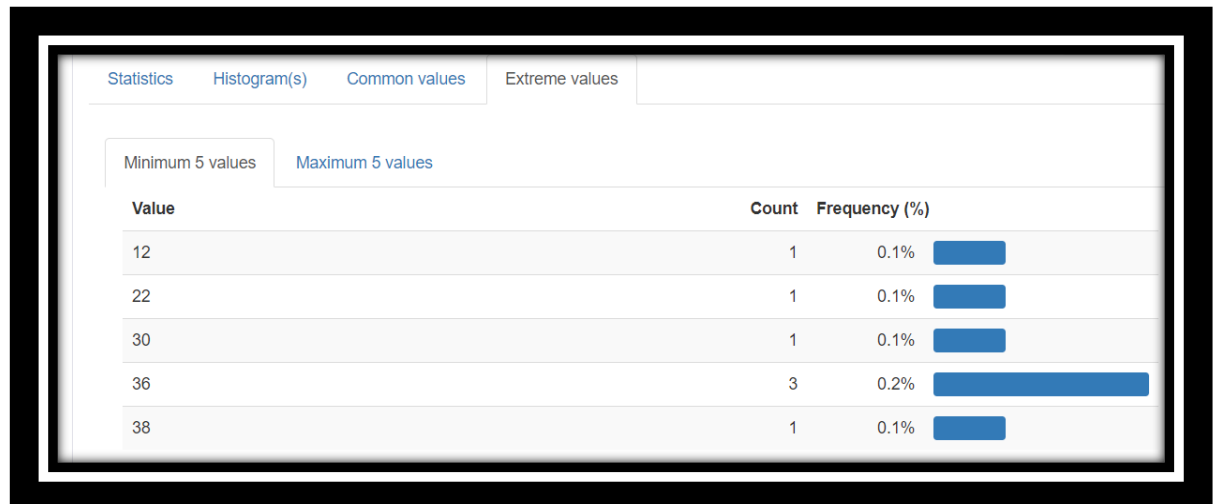 Statistics Histogram(s) Common values Extreme values
Minimum 5 values Maximum 5 values
Value Count Frequency (%)
12 1 0.1%
22 1 0.1%
30 1 0.1%
36 3 0.2%
38 1 0.1%